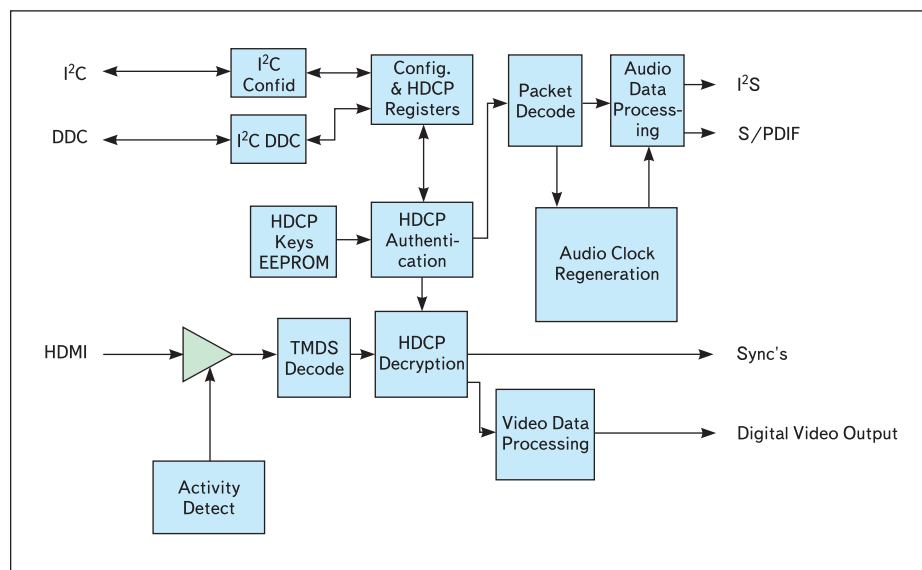 I²C
I²C
Confid
Config.
& HDCP
Registers
Packet
Decode
Audio
Data
Process-
ing
I²S
S/PDIF
DDC
I²C DDC
HDCP
Keys
EEPROM
HDCP
Authenti-
cation
Audio Clock
Regeneration
HDMI
TMDS
Decode
HDCP
Decryption
Sync's
Video Data
Processing
Digital Video Output
Activity
Detect